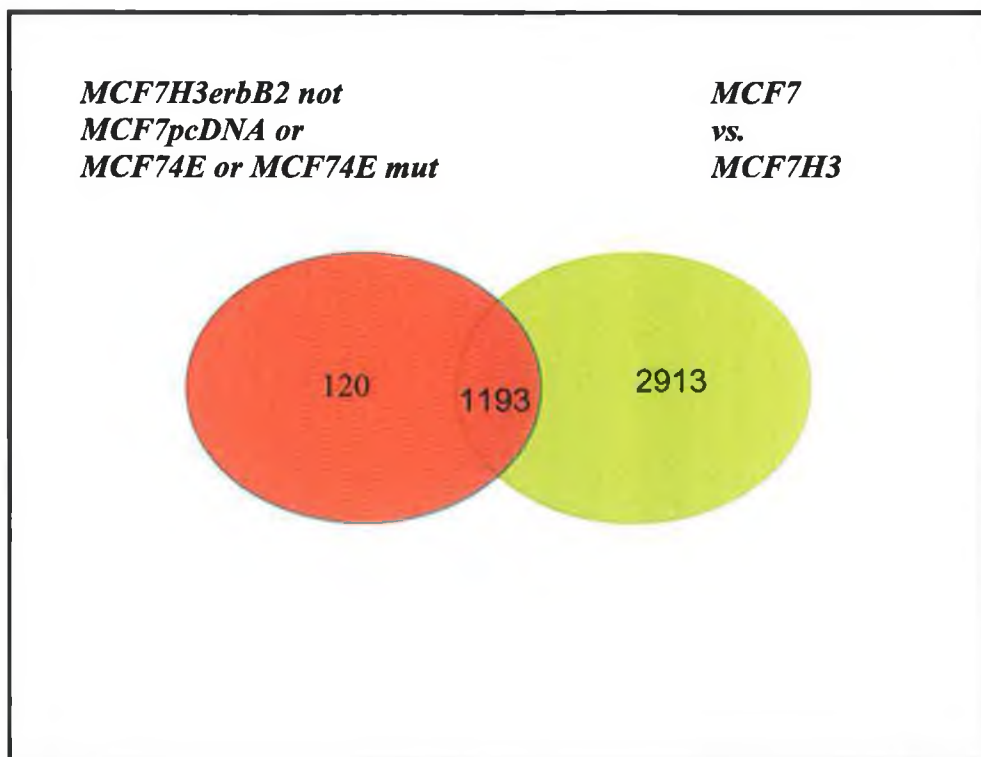 MCF7H3erbB2 not
MCF7pcDNA or
MCF74E or MCF74E mut
MCF7
vs.
MCF7H3
120
1193
2913